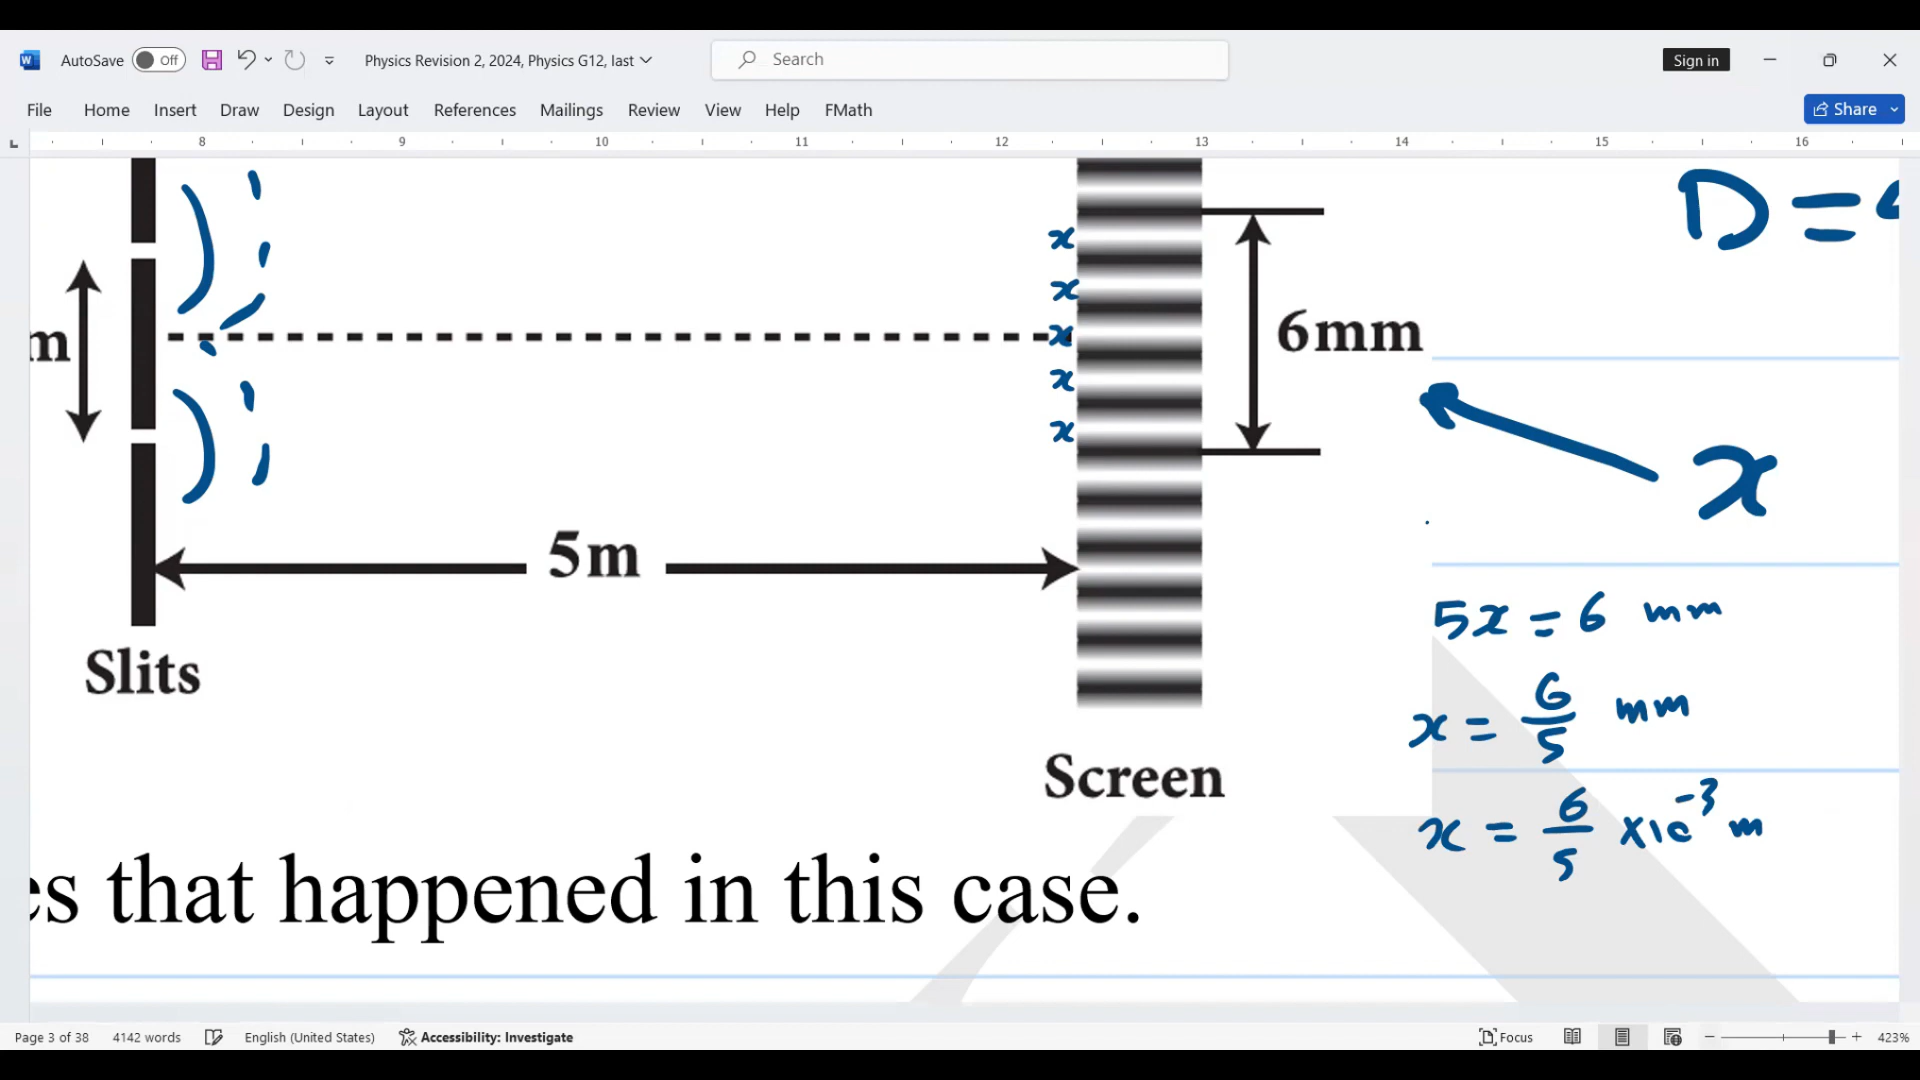 AutoSave Off Physics Revision 2, 2024, Physics G12, last Search Sign in
File Home Insert Draw Design Layout References Mailings Review View Help FMath Share
8 9 10 11 12 13 14 15 16
D =
x
x
m x 6mm
x
x
x
5m
5x = 6 mm
Slits
x = 6/5 mm
Screen
x = 6/5 x10⁻³ m
es that happened in this case.
Page 3 of 38 4142 words English (United States) Accessibility: Investigate Focus 423%